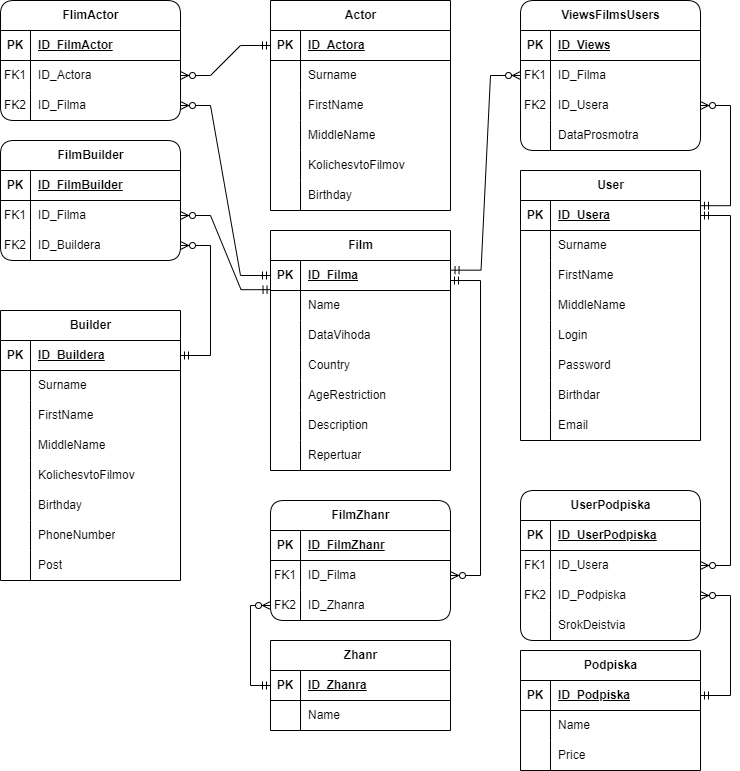 FlimActor
PK ID_FilmActor
FK1 ID_Actora
FK2 ID_Filma
FilmBuilder
PK ID_FilmBuilder
FK1 ID_Filma
FK2 ID_Buildera
Builder
PK ID_Buildera
Surname
FirstName
MiddleName
KolichesvtoFilmov
Birthday
PhoneNumber
Post
Actor
PK ID_Actora
Surname
FirstName
MiddleName
KolichesvtoFilmov
Birthday
Film
PK ID_Filma
Name
DataVihoda
Country
AgeRestriction
Description
Repertuar
FilmZhanr
PK ID_FilmZhanr
FK1 ID_Filma
FK2 ID_Zhanra
Zhanr
PK ID_Zhanra
Name
ViewsFilmsUsers
PK ID_Views
FK1 ID_Filma
FK2 ID_Usera
DataProsmotra
User
PK ID_Usera
Surname
FirstName
MiddleName
Login
Password
Birthdar
Email
UserPodpiska
PK ID_UserPodpiska
FK1 ID_Usera
FK2 ID_Podpiska
SrokDeistvia
Podpiska
PK ID_Podpiska
Name
Price